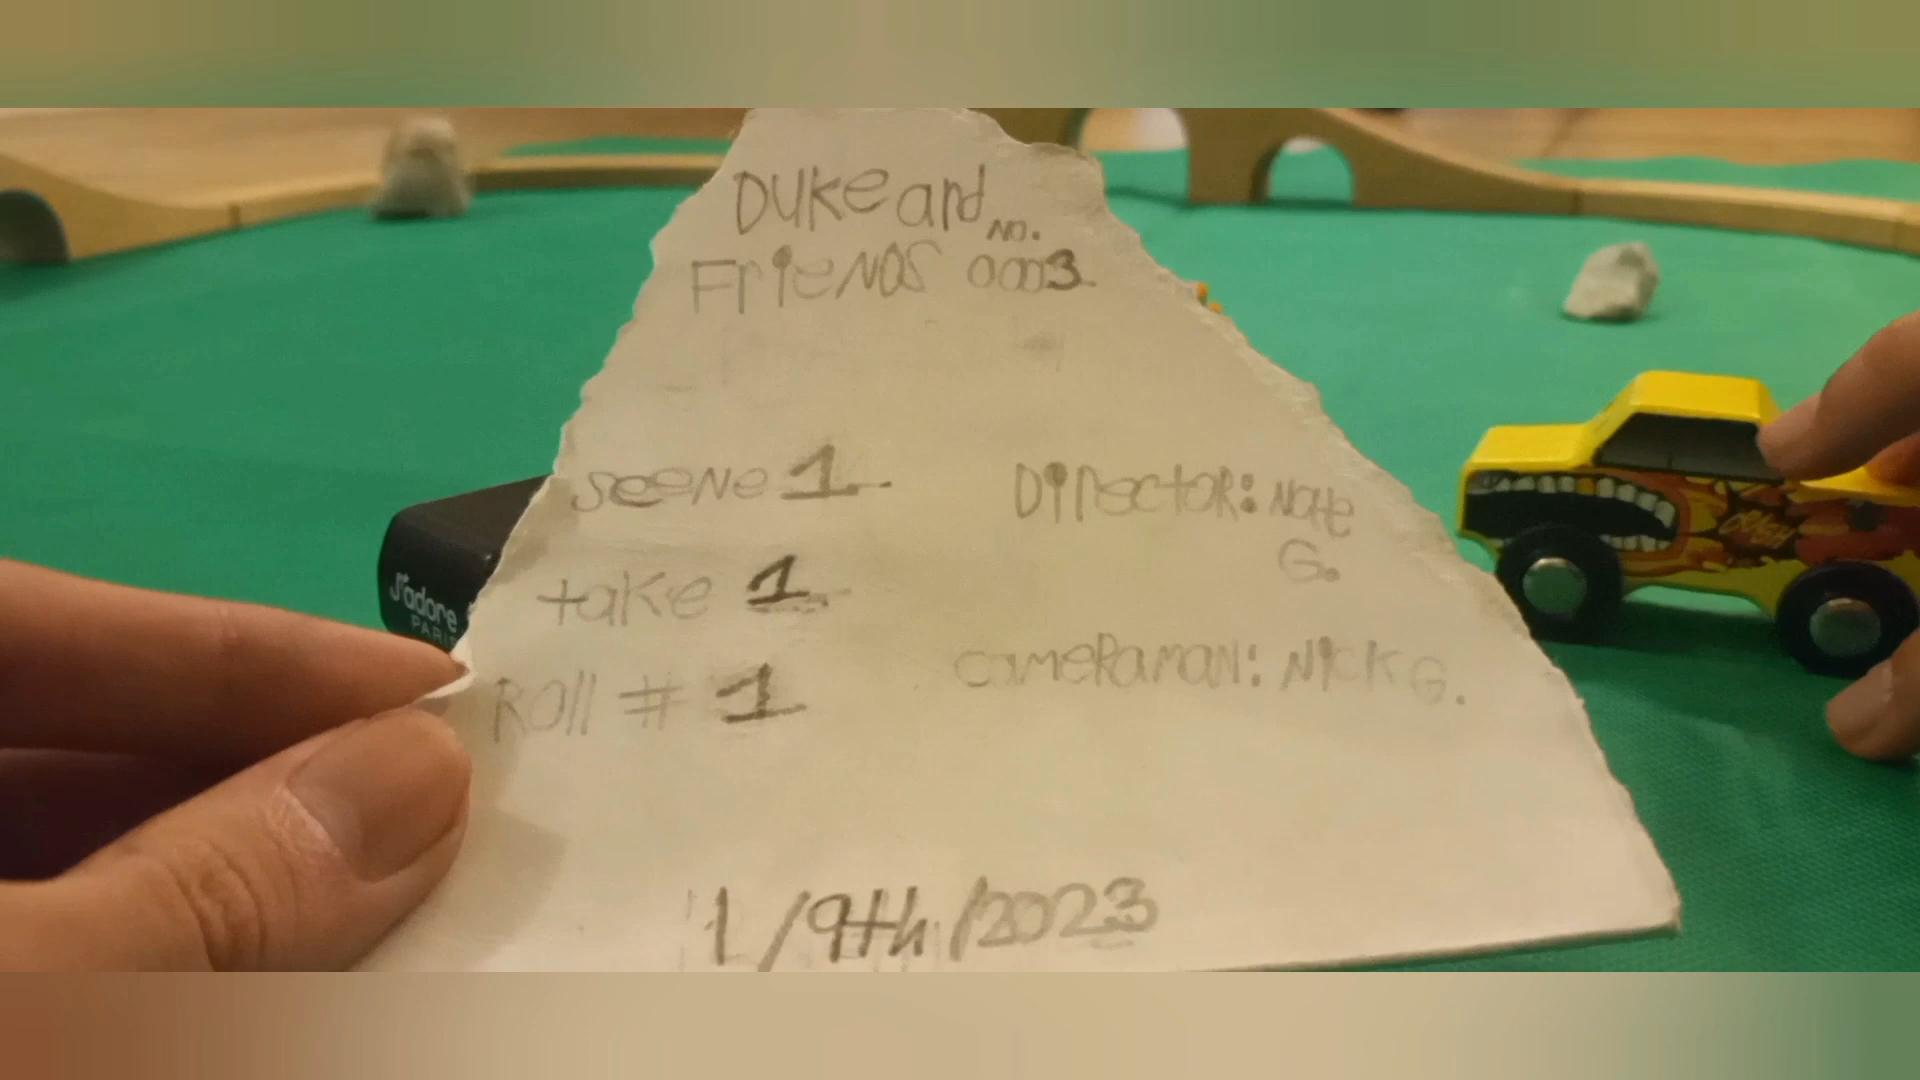 Duke and
Friends No. 0003
Scene 1
take 1
Roll # 1
Director: Nate
G.
Cameraman: Nick G.
1/9th/2023
J'adore
PARIS